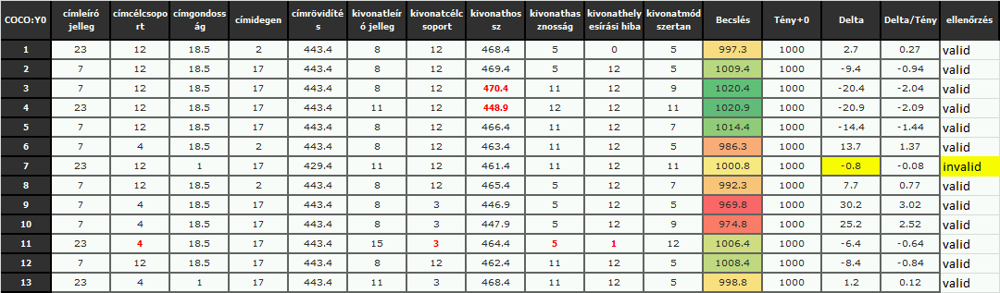 COCO:Y0 címleíró jelleg címcélcsoport címgondosság címidegen címrövidítés kivonatleíró jelleg kivonatcélcsoport kivonathossz kivonathasznosság kivonathelyesírási hiba kivonatmódszertan Becslés Tény+0 Delta Delta/Tény ellenőrzés
1 23 12 18.5 2 443.4 8 12 468.4 5 0 5 997.3 1000 2.7 0.27 valid
2 7 12 18.5 17 443.4 8 12 469.4 5 12 5 1009.4 1000 -9.4 -0.94 valid
3 7 12 18.5 17 443.4 8 12 470.4 11 12 9 1020.4 1000 -20.4 -2.04 valid
4 23 12 18.5 17 443.4 11 12 448.9 12 12 11 1020.9 1000 -20.9 -2.09 valid
5 7 12 18.5 17 443.4 8 12 466.4 11 12 7 1014.4 1000 -14.4 -1.44 valid
6 7 4 18.5 2 443.4 8 12 463.4 11 12 5 986.3 1000 13.7 1.37 valid
7 23 12 1 17 429.4 11 12 461.4 11 12 11 1000.8 1000 -0.8 -0.08 invalid
8 7 12 18.5 2 443.4 8 12 465.4 5 12 7 992.3 1000 7.7 0.77 valid
9 7 4 18.5 17 443.4 8 3 446.9 5 12 5 969.8 1000 30.2 3.02 valid
10 7 4 18.5 17 443.4 8 3 447.9 5 12 9 974.8 1000 25.2 2.52 valid
11 23 4 18.5 17 443.4 15 3 464.4 5 1 12 1006.4 1000 -6.4 -0.64 valid
12 7 12 18.5 17 443.4 8 12 462.4 11 12 5 1008.4 1000 -8.4 -0.84 valid
13 23 4 1 17 443.4 11 3 468.4 11 12 5 998.8 1000 1.2 0.12 valid